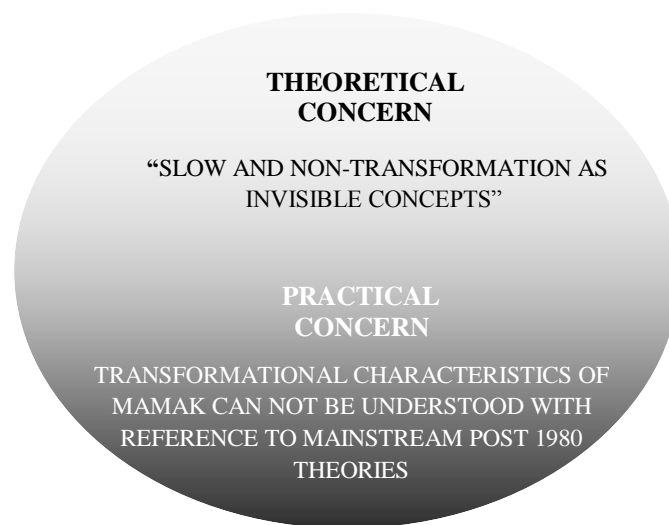 THEORETICAL
CONCERN
“SLOW AND NON-TRANSFORMATION AS
INVISIBLE CONCEPTS”
PRACTICAL
CONCERN
TRANSFORMATIONAL CHARACTERISTICS OF
MAMAK CAN NOT BE UNDERSTOOD WITH
REFERENCE TO MAINSTREAM POST 1980
THEORIES